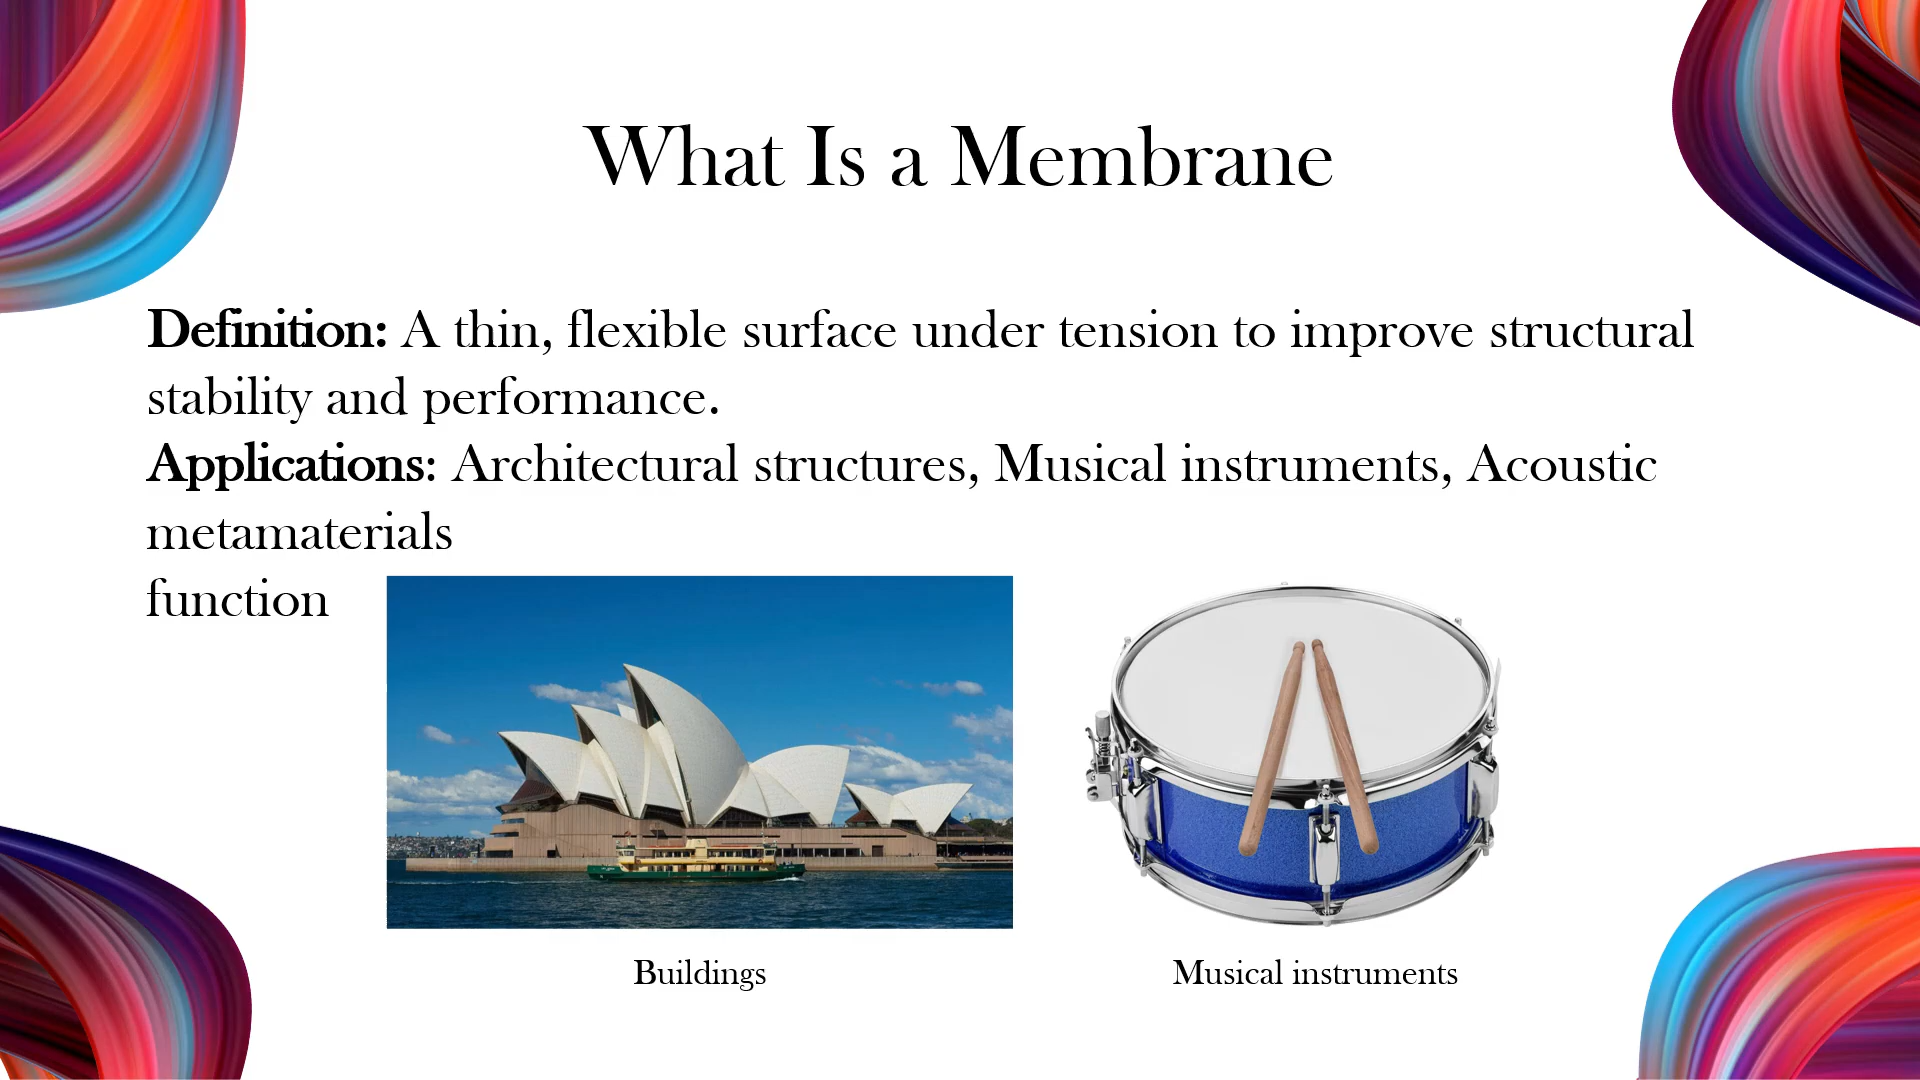 What Is a Membrane
Definition: A thin, flexible surface under tension to improve structural
stability and performance.
Applications: Architectural structures, Musical instruments, Acoustic
metamaterials
function
Buildings
Musical instruments